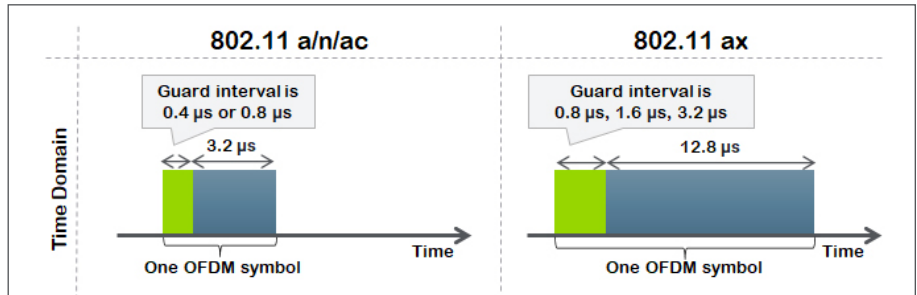 802.11 a/n/ac
802.11 ax
Time Domain
Guard interval is
0.4 µs or 0.8 µs
3.2 µs
Time
One OFDM symbol
Guard interval is
0.8 µs, 1.6 µs, 3.2 µs
12.8 µs
Time
One OFDM symbol